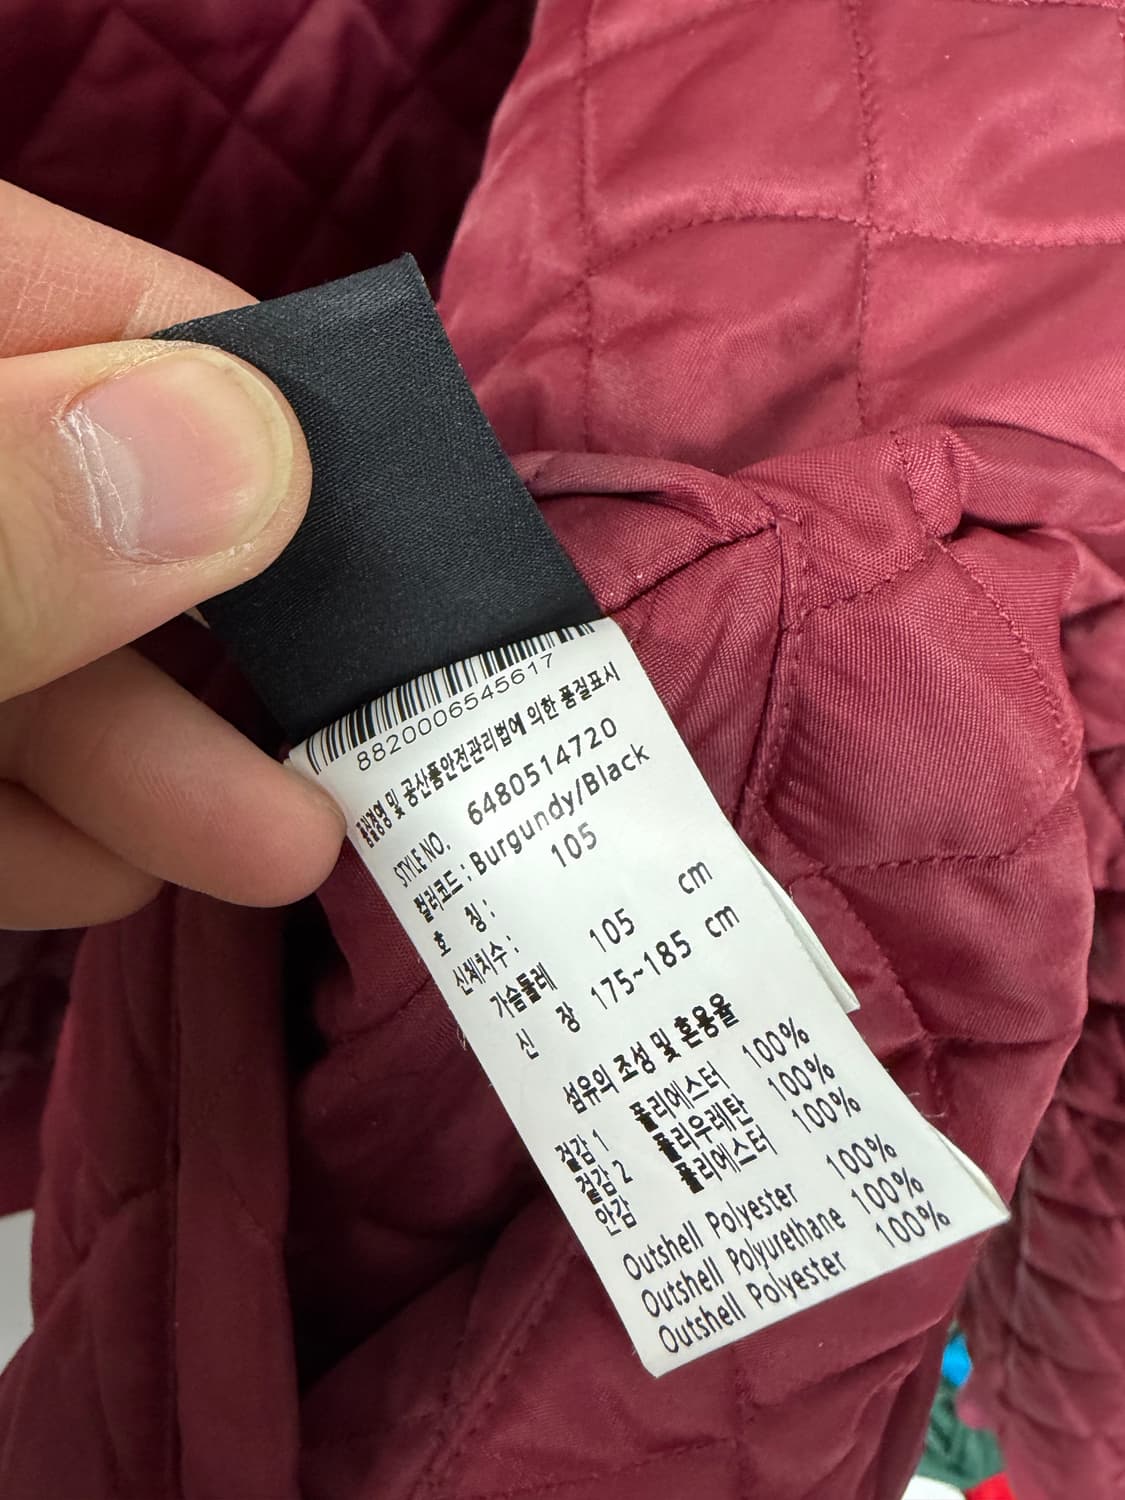 8820006545617
품질경영 및 공산품안전관리법에 의한 품질표시
STYLE NO. 6480514720
컬러코드 : Burgundy/Black
호 칭 : 105
신체치수 :
가슴둘레 105 cm
신 장 175~185 cm
섬유의 조성 및 혼용율
겉감 1 폴리에스터 100%
겉감 2 폴리우레탄 100%
안감 폴리에스터 100%
Outshell Polyester 100%
Outshell Polyurethane 100%
Outshell Polyester 100%